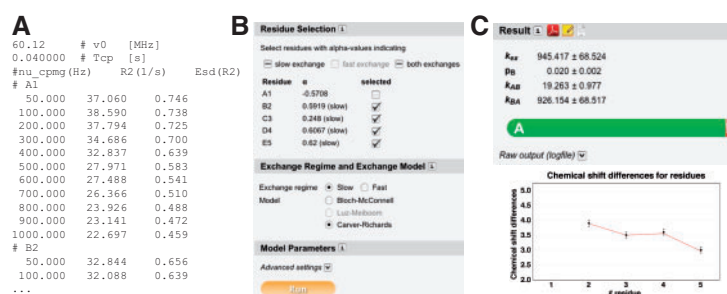 A
60.12 # v0 [MHz]
0.040000 # Tcp [s]
#nu_cpmg(Hz) R2(1/s) Esd(R2)
# A1
50.000 37.060 0.746
100.000 38.590 0.738
200.000 37.794 0.725
300.000 34.686 0.700
400.000 32.837 0.639
500.000 27.971 0.583
600.000 27.488 0.541
700.000 26.366 0.510
800.000 23.926 0.488
900.000 23.141 0.472
1000.000 22.697 0.459
# B2
50.000 32.844 0.656
100.000 32.088 0.639
...
B
Residue Selection
Select residues with alpha-values indicating
slow exchange fast exchange both exchanges
Residue α selected
A1 -0.5708
B2 0.5919 (slow)
C3 0.248 (slow)
D4 0.6067 (slow)
E5 0.62 (slow)
Exchange Regime and Exchange Model
Exchange regime Slow Fast
Model Bloch-McConnell
Luz-Meiboom
Carver-Richards
Model Parameters
Advanced settings
Run
C
Result
kex 945.417 ± 68.524
pB 0.020 ± 0.002
kAB 19.263 ± 0.977
kBA 926.154 ± 68.517
A
Raw output (logfile)
Chemical shift differences for residues
Chemical shift differences
5.0
4.5
4.0
3.5
3.0
2.5
2.0
1 2 3 4 5
# residue